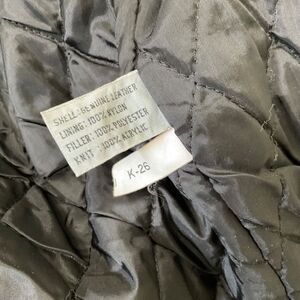 SHELL: GENUINE LEATHER
LINING: 100% NYLON
FILLER: 100% POLYESTER
KNIT : 100% ACRYLIC
K-26